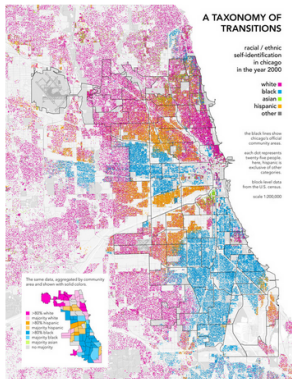 A TAXONOMY OF
TRANSITIONS
racial / ethnic
self-identification
in chicago
in the year 2000
white
black
asian
hispanic
other
the black lines show
chicago's official
community areas.
each dot represents
twenty-five people.
here, hispanic is
exclusive of other
categories.
block-level data
from the U.S. census.
scale 1:200,000
The same data, aggregated by community
area and shown with solid colors.
>80% white
majority white
>80% hispanic
majority hispanic
>80% black
majority black
majority asian
no majority